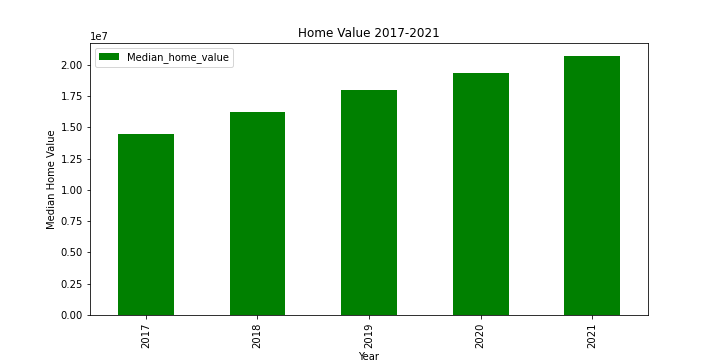 Home Value 2017-2021
1e7
Median_home_value
Median Home Value
2.00
1.75
1.50
1.25
1.00
0.75
0.50
0.25
0.00
2017
2018
2019
2020
2021
Year